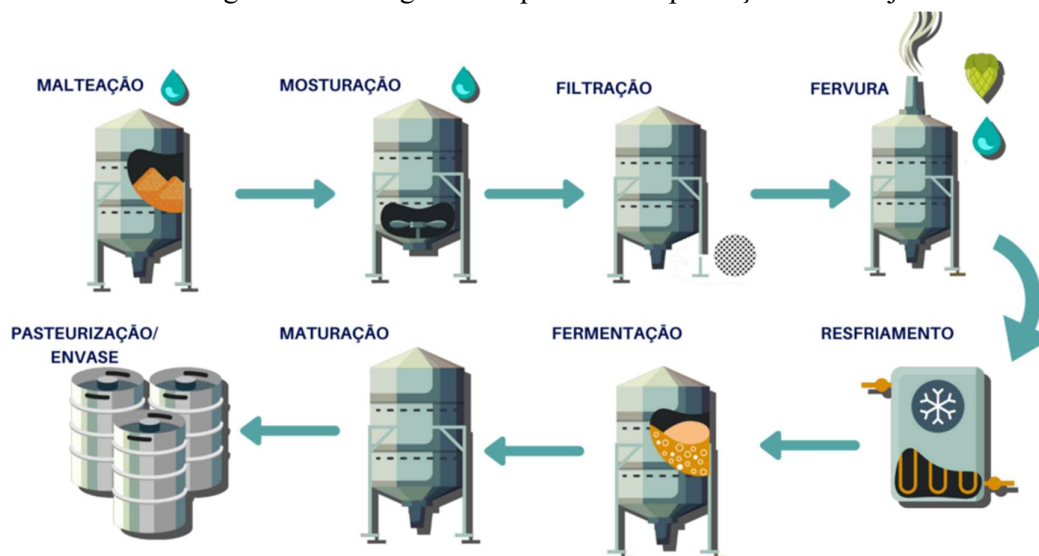 MALTEAÇÃO
MOSTURAÇÃO
FILTRAÇÃO
FERVURA
RESFRIAMENTO
FERMENTAÇÃO
MATURAÇÃO
PASTEURIZAÇÃO/
ENVASE